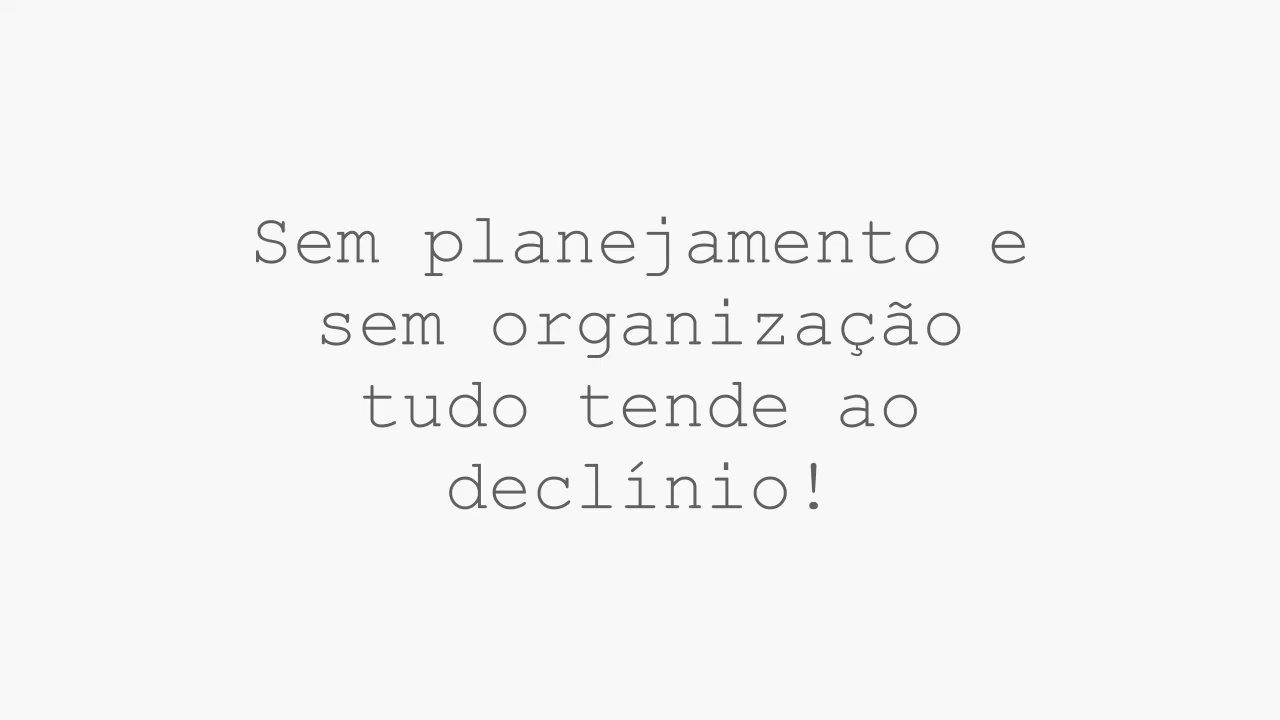 Sem planejamento e
sem organização
tudo tende ao
declínio!